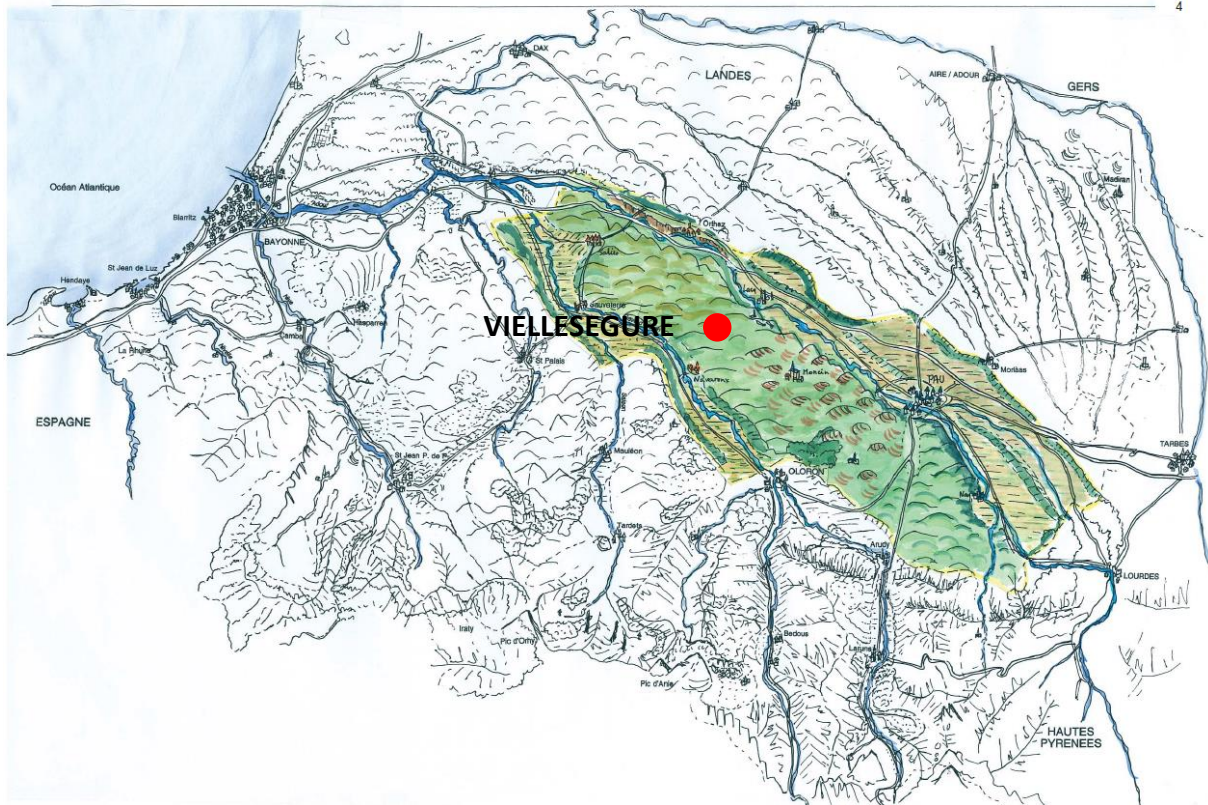 4
DAX
LANDES
AIRE / ADOUR
GERS
Madiran
Océan Atlantique
Biarritz
Adour
Orthez
BAYONNE
St Jean de Luz
Hendaye
Sauveterre
VIELLESEGURE
Hasparren
Cambo
La Rhune
St Palais
Morlàas
Navarrenx
Monein
PAU
ESPAGNE
TARBES
St Jean P. de P.
Mauléon
OLORON
Nay
Tardets
Arudy
LOURDES
Iraty
Pic d'Orhy
Bedous
Laruns
Pic d'Anie
HAUTES
PYRENEES